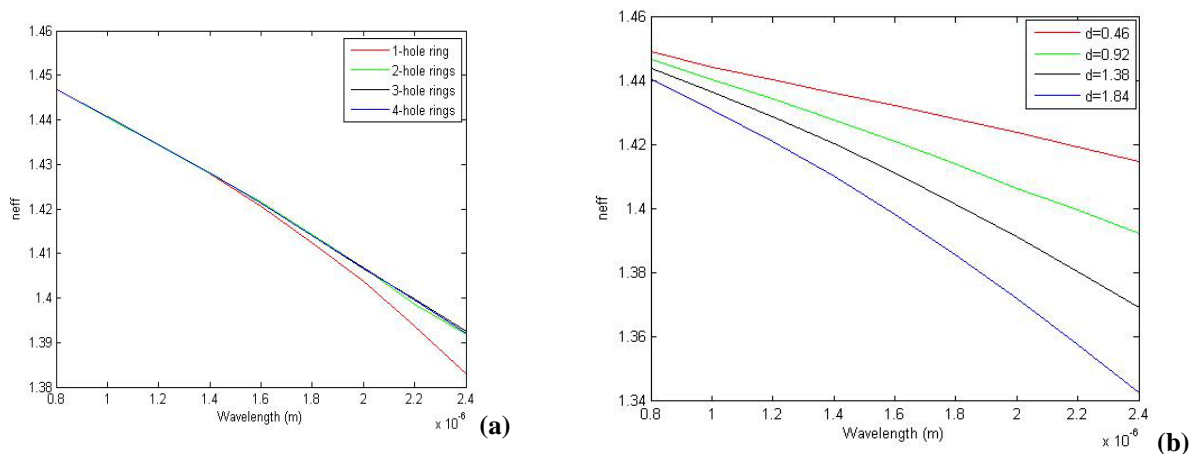 1.46
1.45
1.44
1.43
1.42
1.41
1.4
1.39
1.38
neff
0.8 1 1.2 1.4 1.6 1.8 2 2.2 2.4
Wavelength (m)
x 10⁻⁶
1-hole ring
2-hole rings
3-hole rings
4-hole rings
(a)
1.46
1.44
1.42
1.4
1.38
1.36
1.34
neff
0.8 1 1.2 1.4 1.6 1.8 2 2.2 2.4
Wavelength (m)
x 10⁻⁶
d=0.46
d=0.92
d=1.38
d=1.84
(b)